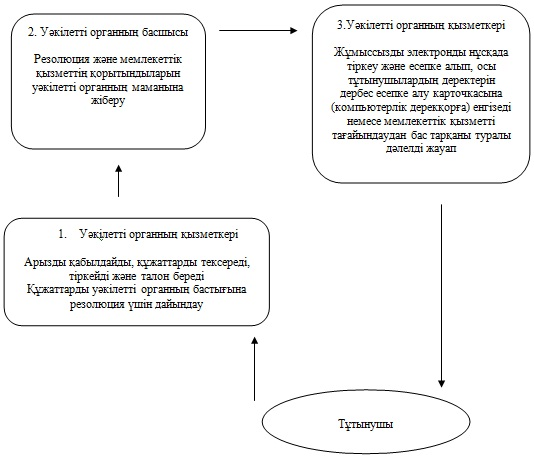 2. Уәкілетті органның басшысы
Резолюция және мемлекеттік
қызметтің қорытындыларын
уәкілетті органның маманына
жіберу
3.Уәкілетті органның қызметкері
Жұмыссызды электронды нұсқада
тіркеу және есепке алып, осы
тұтынушылардың деректерін
дербес есепке алу карточкасына
(компьютерлік дерекқорға) енгізеді
немесе мемлекеттік қызметті
тағайындаудан бас тарқаны туралы
дәлелді жауап
1. Уәкілетті органның қызметкері
Арызды қабылдайды, құжаттарды тексереді,
тіркейді және талон береді
Құжаттарды уәкілетті органның бастығына
резолюция үшін дайындау
Тұтынушы